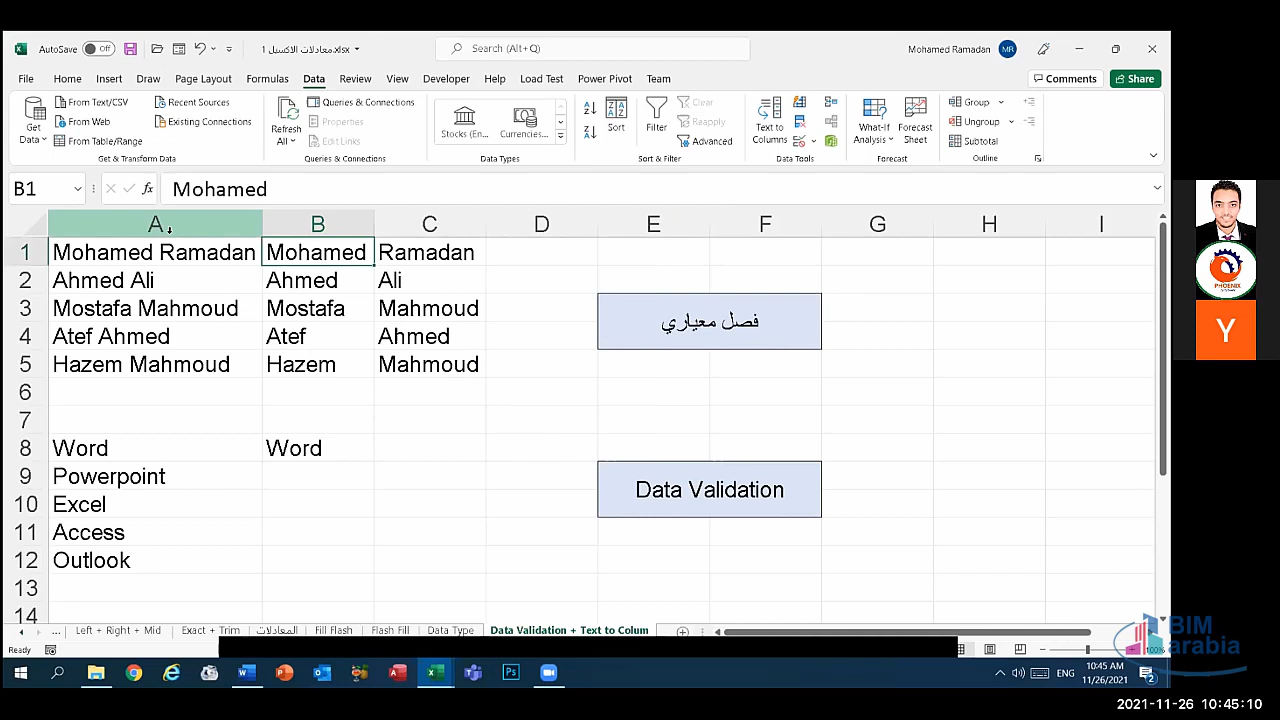 AutoSave Off
معادلات الاكسيل 1.xlsx
Search (Alt+Q)
Mohamed Ramadan MR
File Home Insert Draw Page Layout Formulas Data Review View Developer Help Load Test Power Pivot Team
Comments Share
Get Data
From Text/CSV
From Web
From Table/Range
Recent Sources
Existing Connections
Get & Transform Data
Refresh All
Queries & Connections
Properties
Edit Links
Queries & Connections
Stocks (En... Currencies...
Data Types
Sort
Filter
Clear
Reapply
Advanced
Sort & Filter
Text to Columns
Data Tools
What-If Analysis
Forecast Sheet
Forecast
Group
Ungroup
Subtotal
Outline
B1 fx Mohamed
A B C D E F G H I
1 Mohamed Ramadan Mohamed Ramadan
2 Ahmed Ali Ahmed Ali
3 Mostafa Mahmoud Mostafa Mahmoud
فصل معياري
4 Atef Ahmed Atef Ahmed
5 Hazem Mahmoud Hazem Mahmoud
6
7
8 Word Word
9 Powerpoint
Data Validation
10 Excel
11 Access
12 Outlook
13
14
... Left + Right + Mid Exact + Trim المعادلات Fill Flash Flash Fill Data Type Data Validation + Text to Colum
Ready
100%
10:45 AM
ENG
11/26/2021
2
PHOENIX
Y
BIM
arabia
2021-11-26 10:45:10